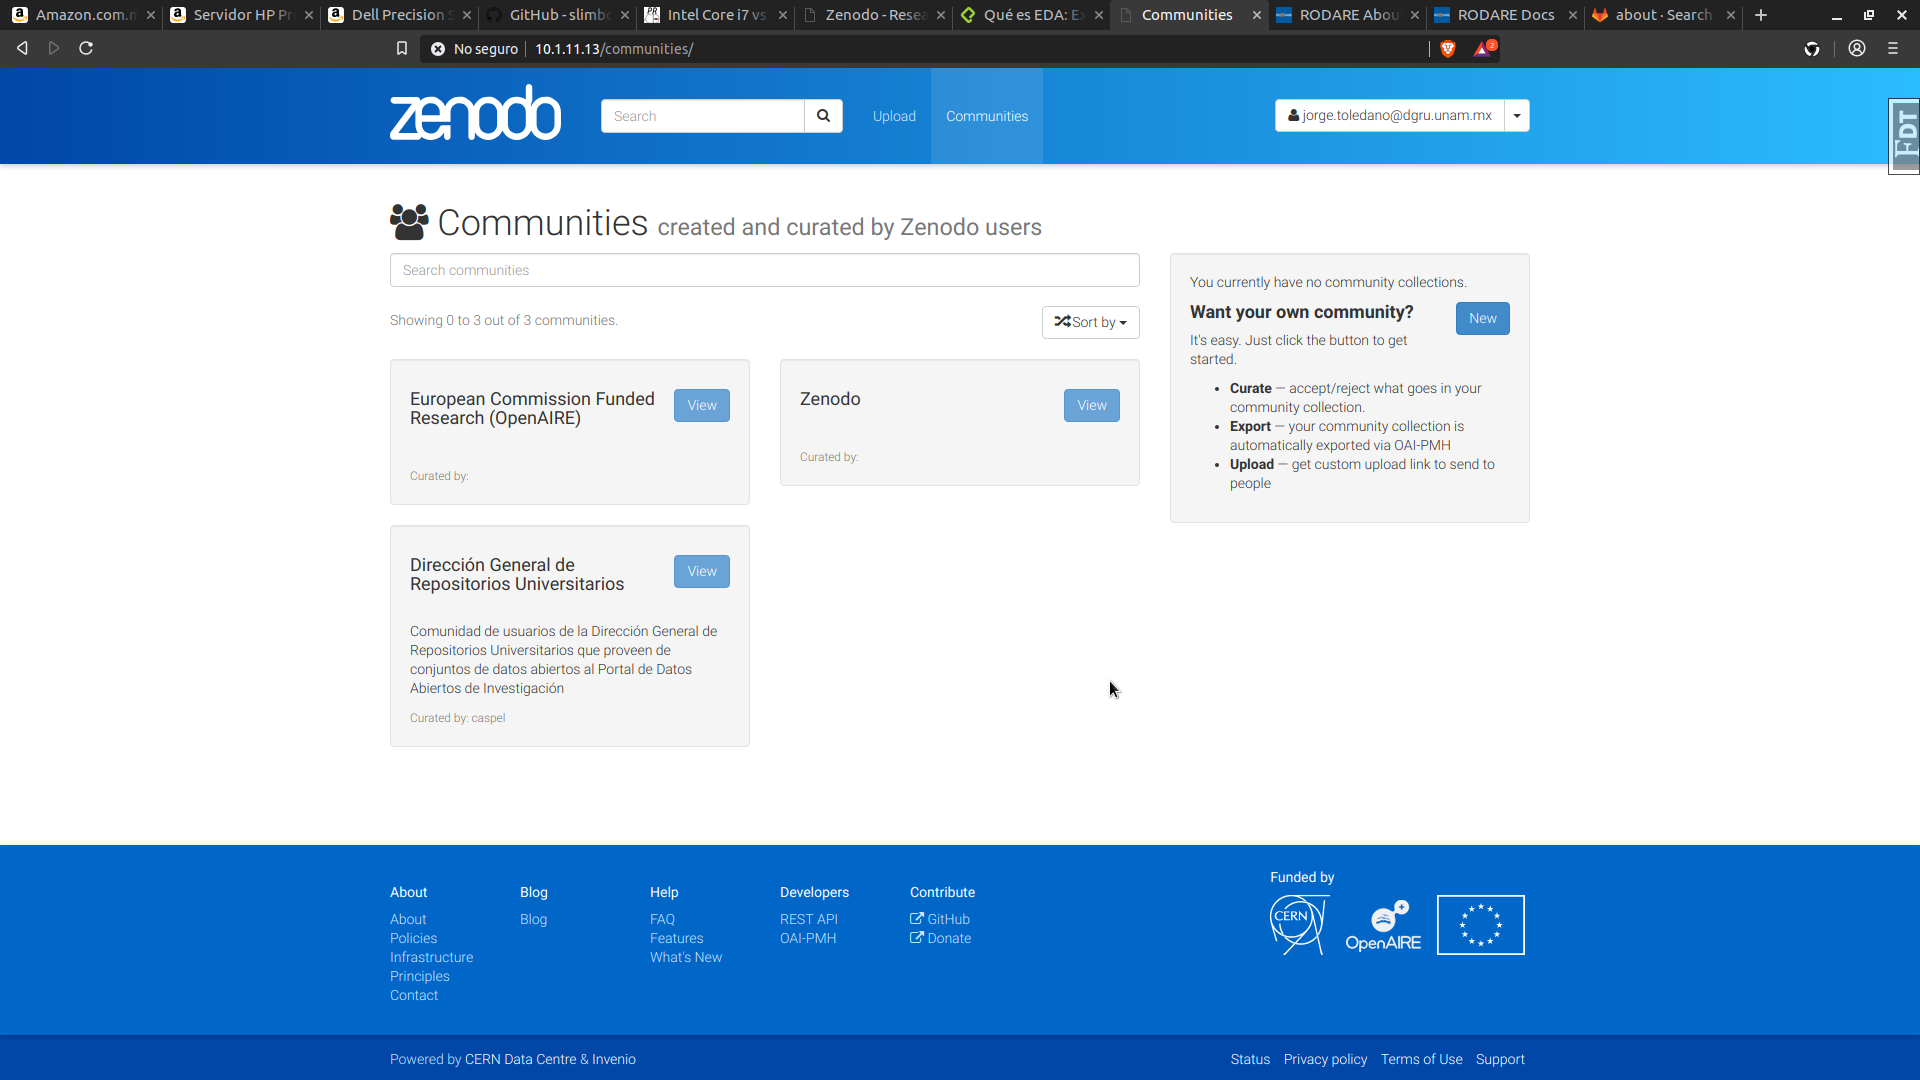 Amazon.com.m
Servidor HP Pr
Dell Precision
GitHub - slimb
Intel Core i7 vs
Zenodo - Resea
Qué es EDA: E
Communities
RODARE Abou
RODARE Docs
about · Search
No seguro
10.1.11.13/communities/
2
zenodo
Search
Upload
Communities
jorge.toledano@dgru.unam.mx
FDT
Communities created and curated by Zenodo users
Search communities
Showing 0 to 3 out of 3 communities.
Sort by
European Commission Funded
Research (OpenAIRE)
View
Curated by:
Zenodo
View
Curated by:
Dirección General de
Repositorios Universitarios
View
Comunidad de usuarios de la Dirección General de
Repositorios Universitarios que proveen de
conjuntos de datos abiertos al Portal de Datos
Abiertos de Investigación
Curated by: caspel
You currently have no community collections.
Want your own community?
New
It's easy. Just click the button to get
started.
• Curate — accept/reject what goes in your
community collection.
• Export — your community collection is
automatically exported via OAI-PMH
• Upload — get custom upload link to send to
people
About
About
Policies
Infrastructure
Principles
Contact
Blog
Blog
Help
FAQ
Features
What's New
Developers
REST API
OAI-PMH
Contribute
GitHub
Donate
Funded by
CERN
OpenAIRE
Powered by CERN Data Centre & Invenio
Status
Privacy policy
Terms of Use
Support